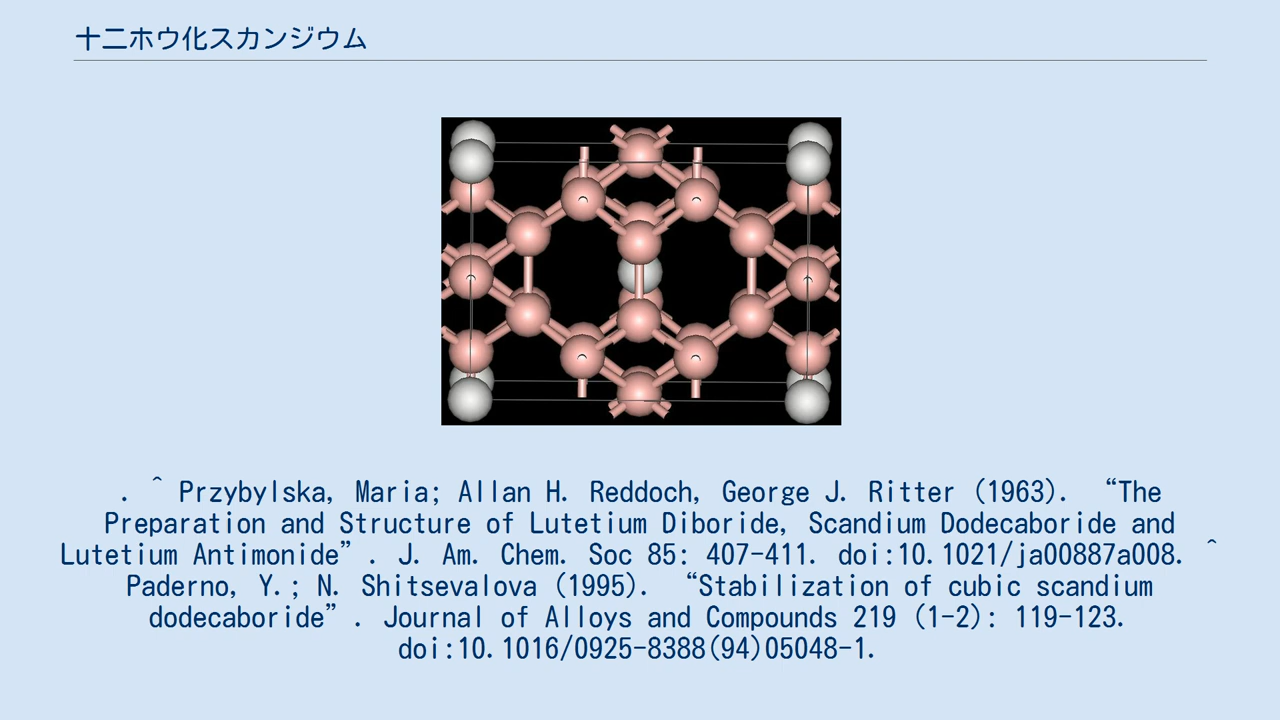 十二ホウ化スカンジウム
. ^ Przybylska, Maria; Allan H. Reddoch, George J. Ritter (1963). “The
Preparation and Structure of Lutetium Diboride, Scandium Dodecaboride and
Lutetium Antimonide”. J. Am. Chem. Soc 85: 407-411. doi:10.1021/ja00887a008. ^
Paderno, Y.; N. Shitsevalova (1995). “Stabilization of cubic scandium
dodecaboride”. Journal of Alloys and Compounds 219 (1-2): 119-123.
doi:10.1016/0925-8388(94)05048-1.